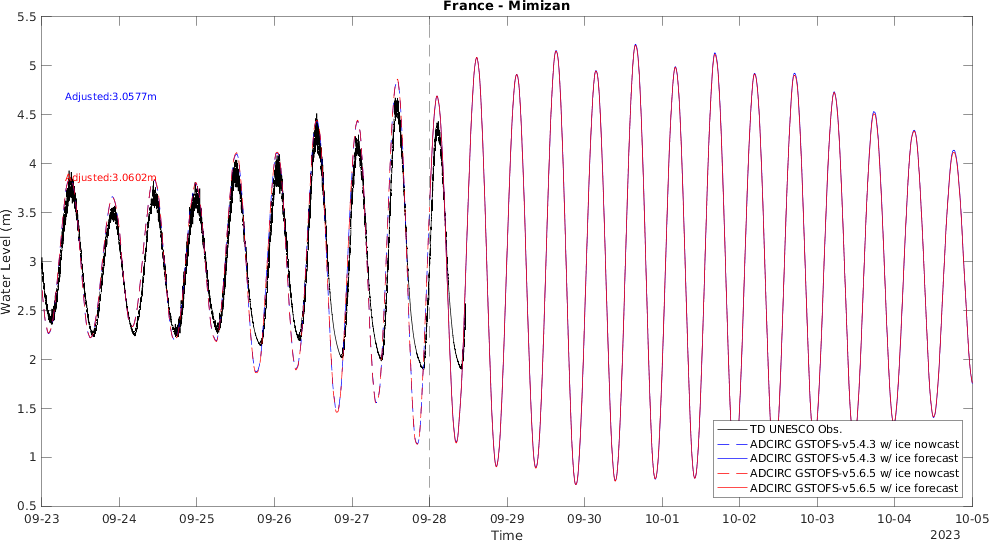 France - Mimizan
5.5
5
4.5
4
3.5
3
2.5
2
1.5
1
0.5
Water Level (m)
Adjusted:3.0577m
Adjusted:3.0602m
TD UNESCO Obs.
ADCIRC GSTOFS-v5.4.3 w/ ice nowcast
ADCIRC GSTOFS-v5.4.3 w/ ice forecast
ADCIRC GSTOFS-v5.6.5 w/ ice nowcast
ADCIRC GSTOFS-v5.6.5 w/ ice forecast
09-23 09-24 09-25 09-26 09-27 09-28 09-29 09-30 10-01 10-02 10-03 10-04 10-05
Time
2023